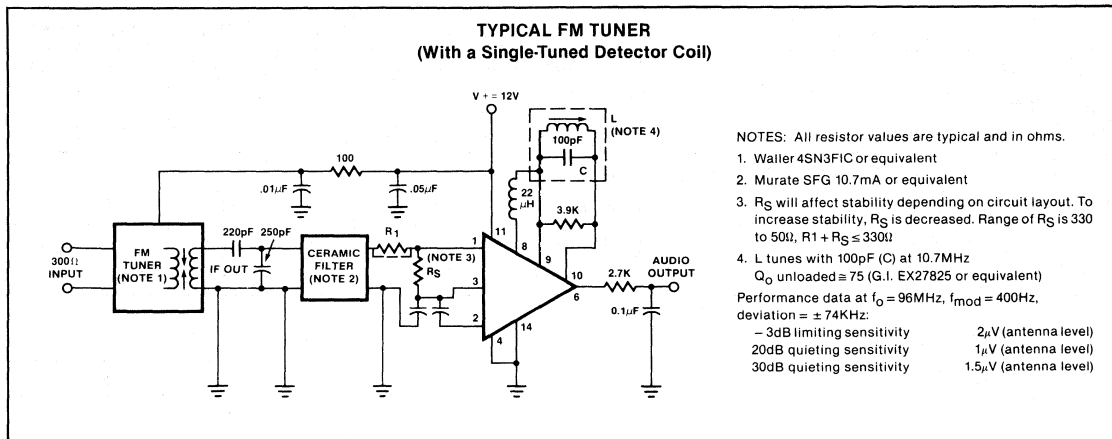 TYPICAL FM TUNER
(With a Single-Tuned Detector Coil)
V + = 12V
L
(NOTE 4)
100pF
C
100
.01μF
.05μF
22
μH
3.9K
220pF
250pF
R1
11
8
9
10
1
(NOTE 3)
300Ω
INPUT
FM
TUNER
(NOTE 1)
IF OUT
CERAMIC
FILTER
(NOTE 2)
RS
3
2
4
14
6
2.7K
AUDIO
OUTPUT
0.1μF
NOTES: All resistor values are typical and in ohms.
1. Waller 4SN3FIC or equivalent
2. Murate SFG 10.7mA or equivalent
3. RS will affect stability depending on circuit layout. To
increase stability, RS is decreased. Range of RS is 330
to 50Ω, R1 + RS ≤ 330Ω
4. L tunes with 100pF (C) at 10.7MHz
Qo unloaded ≅ 75 (G.I. EX27825 or equivalent)
Performance data at fo = 96MHz, fmod = 400Hz,
deviation = ± 74KHz:
– 3dB limiting sensitivity 2μV (antenna level)
20dB quieting sensitivity 1μV (antenna level)
30dB quieting sensitivity 1.5μV (antenna level)